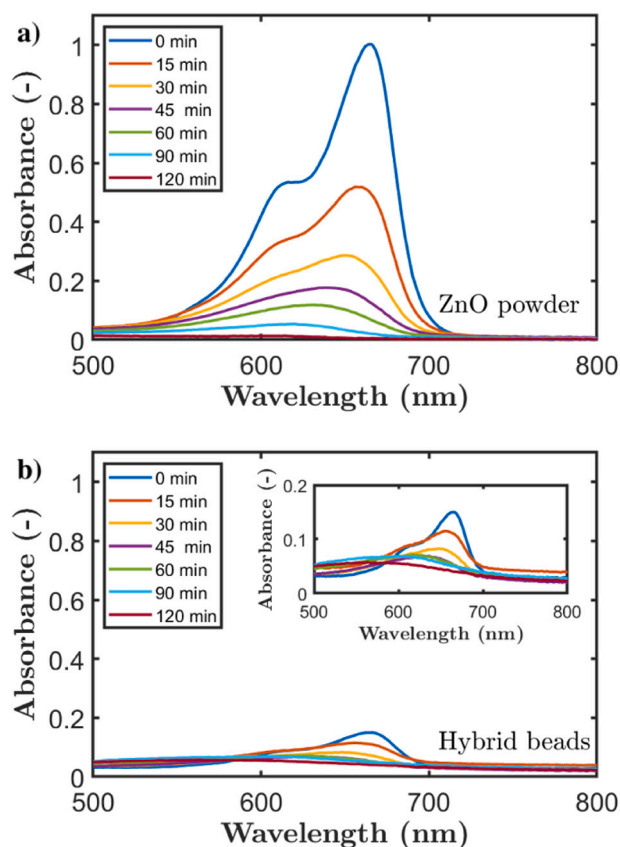 a)
0 min
15 min
30 min
45 min
60 min
90 min
120 min
1
0.8
0.6
0.4
0.2
0
Absorbance (-)
ZnO powder
500
600
700
800
Wavelength (nm)
b)
0 min
15 min
30 min
45 min
60 min
90 min
120 min
1
0.8
0.6
0.4
0.2
0
Absorbance (-)
0.2
0.1
0
Absorbance (-)
500
600
700
800
Wavelength (nm)
Hybrid beads
500
600
700
800
Wavelength (nm)